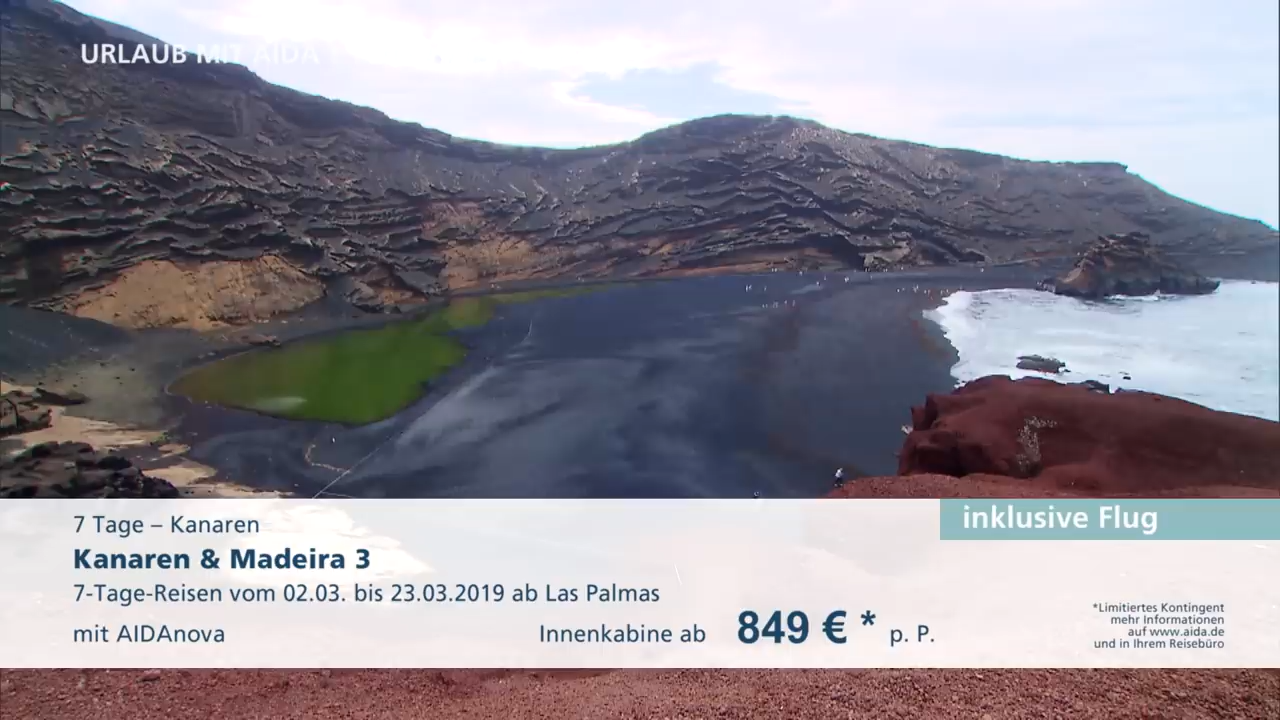 URLAUB MIT AIDA
7 Tage – Kanaren
inklusive Flug
Kanaren & Madeira 3
7-Tage-Reisen vom 02.03. bis 23.03.2019 ab Las Palmas
mit AIDAnova
Innenkabine ab 849 € * p. P.
*Limitiertes Kontingent
mehr Informationen
auf www.aida.de
und in Ihrem Reisebüro